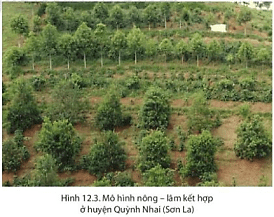 Hình 12.3. Mô hình nông – lâm kết hợp
ở huyện Quỳnh Nhai (Sơn La)